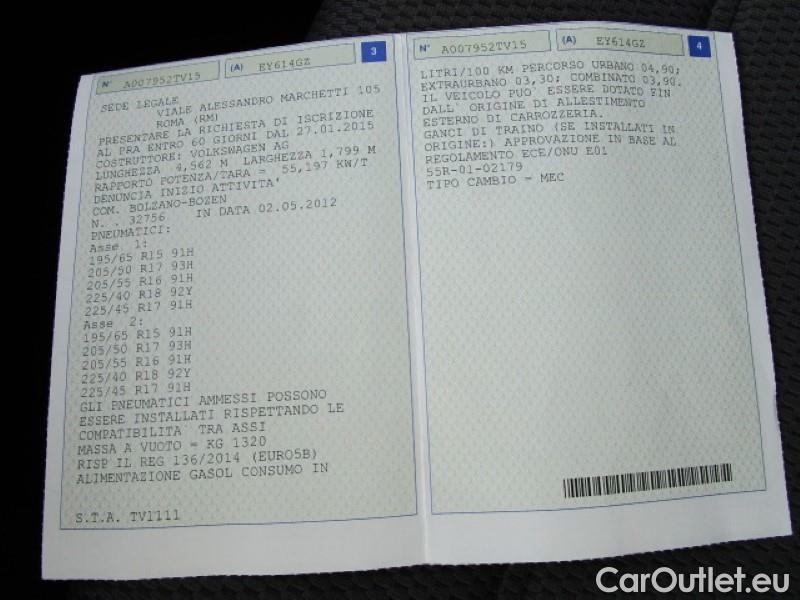 N° A007952TV15 (A) EY614GZ 3
SEDE LEGALE
VIALE ALESSANDRO MARCHETTI 105
ROMA (RM)
PRESENTARE LA RICHIESTA DI ISCRIZIONE
AL PRA ENTRO 60 GIORNI DAL 27.01.2015
COSTRUTTORE: VOLKSWAGEN AG
LUNGHEZZA 4,562 M LARGHEZZA 1,799 M
RAPPORTO POTENZA/TARA = 55,197 KW/T
DENUNCIA INIZIO ATTIVITA'
COM. BOLZANO-BOZEN
N. . 32756 IN DATA 02.05.2012
PNEUMATICI:
Asse 1:
195/65 R15 91H
205/50 R17 93H
205/55 R16 91H
225/40 R18 92Y
225/45 R17 91H
Asse 2:
195/65 R15 91H
205/50 R17 93H
205/55 R16 91H
225/40 R18 92Y
225/45 R17 91H
GLI PNEUMATICI AMMESSI POSSONO
ESSERE INSTALLATI RISPETTANDO LE
COMPATIBILITA` TRA ASSI
MASSA A VUOTO = KG 1320
RISP IL REG 136/2014 (EURO5B)
ALIMENTAZIONE GASOL CONSUMO IN
S.T.A. TV1111
N° A007952TV15 (A) EY614GZ 4
LITRI/100 KM PERCORSO URBANO 04,90;
EXTRAURBANO 03,30; COMBINATO 03,90.
IL VEICOLO PUO` ESSERE DOTATO FIN
DALL` ORIGINE DI ALLESTIMENTO
ESTERNO DI CARROZZERIA.
GANCI DI TRAINO (SE INSTALLATI IN
ORIGINE:) APPROVAZIONE IN BASE AL
REGOLAMENTO ECE/ONU E01
55R-01-02179
TIPO CAMBIO = MEC
CarOutlet.eu